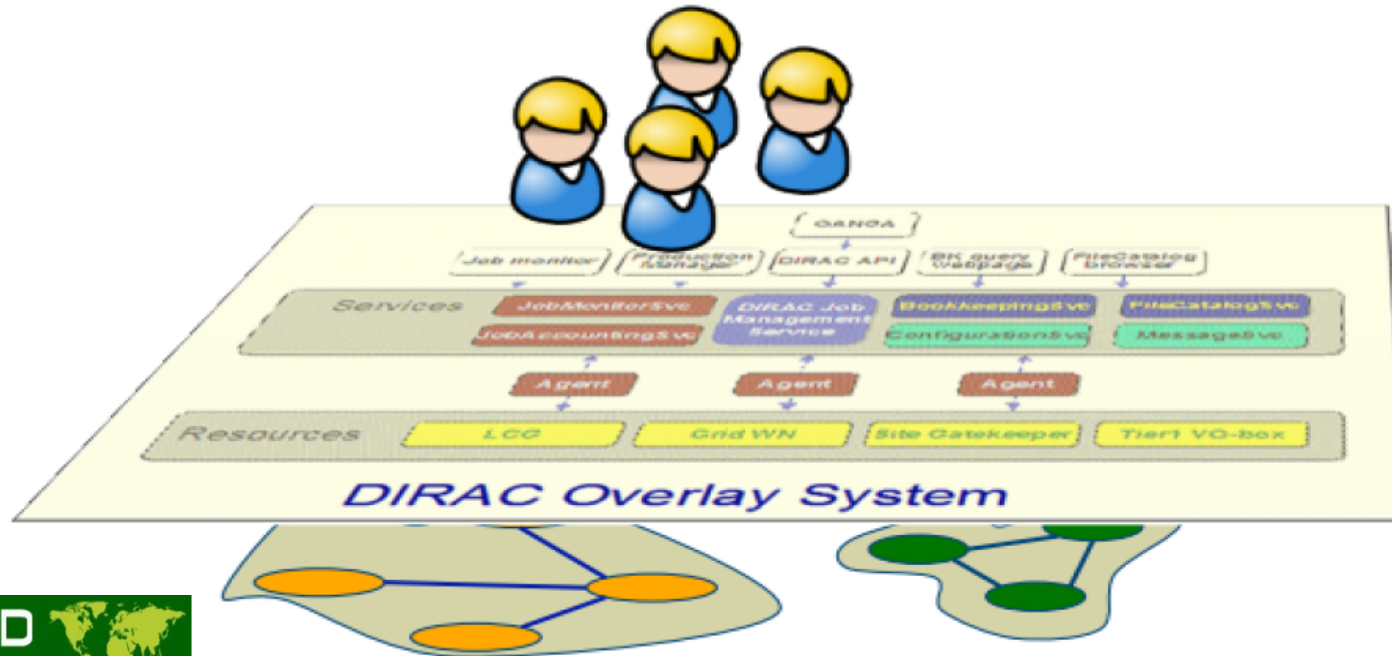 GANGA
Job monitor
Production
Manager
DIRAC API
BK query
webpage
FileCatalog
browser
Services
JobMonitorSvc
DIRAC Job
Management
Service
BookkeepingSvc
FileCatalogSvc
JobAccountingSvc
ConfigurationSvc
MessageSvc
Agent
Agent
Agent
Resources
LCG
Grid WN
Site Gatekeeper
Tier1 VO-box
DIRAC Overlay System
D